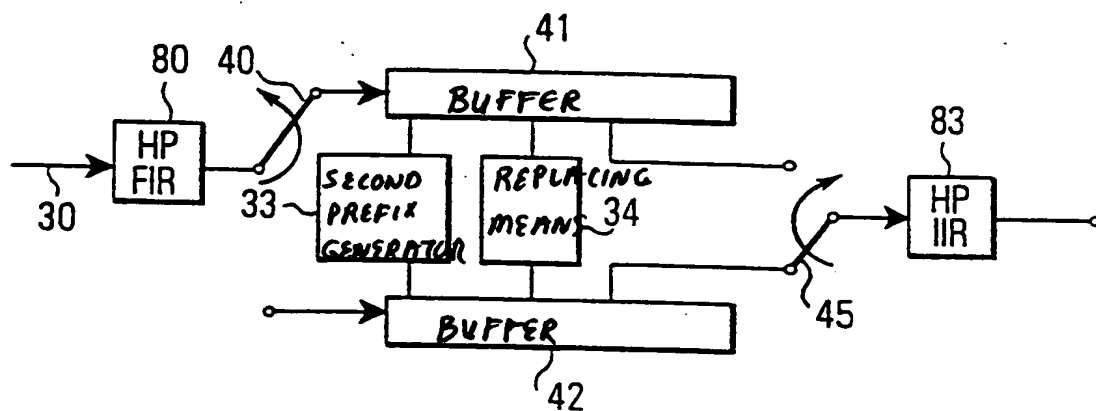 41
80
40
BUFFER
83
HP
FIR
SECOND
PREFIX
GENERATOR
REPLACING
MEANS
HP
IIR
30
33
34
45
BUFFER
42